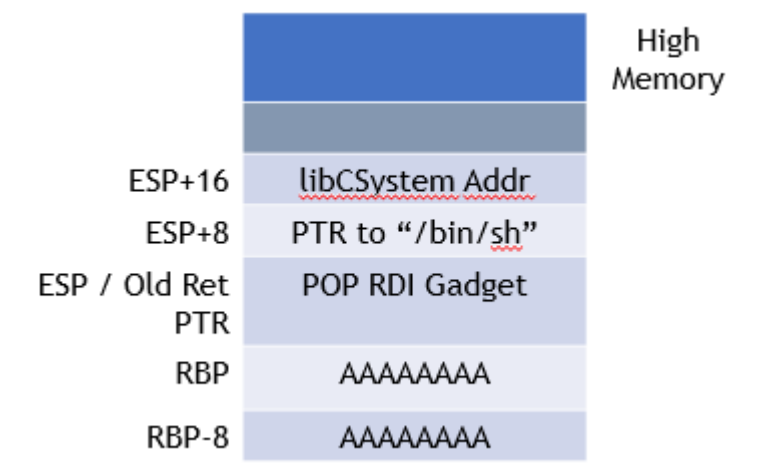 High
Memory
ESP+16 libCSystem Addr
ESP+8 PTR to “/bin/sh”
ESP / Old Ret POP RDI Gadget
PTR
RBP AAAAAAAA
RBP-8 AAAAAAAA